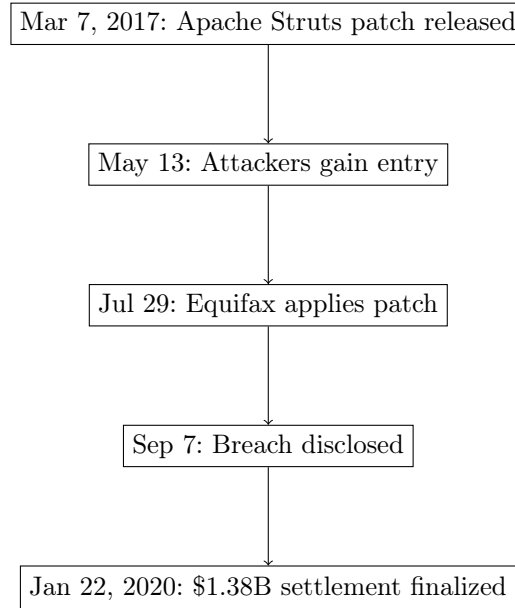 Mar 7, 2017: Apache Struts patch released
May 13: Attackers gain entry
Jul 29: Equifax applies patch
Sep 7: Breach disclosed
Jan 22, 2020: $1.38B settlement finalized